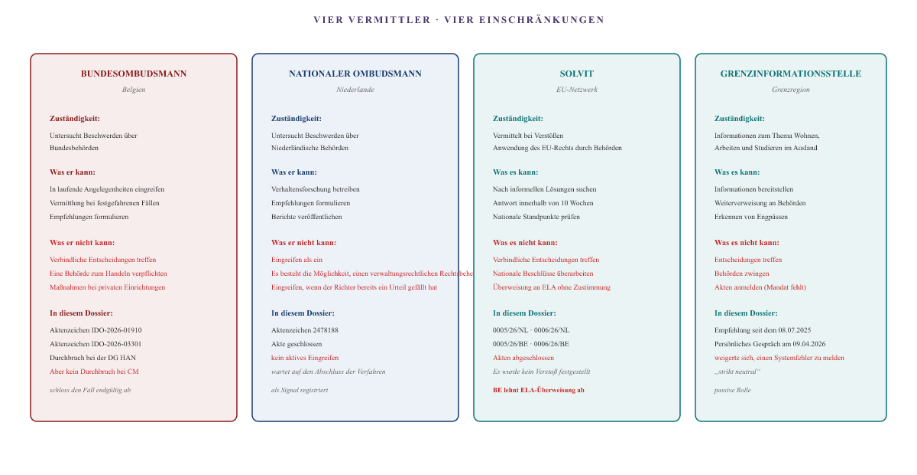 VIER VERMITTLER · VIER EINSCHRÄNKUNGEN
BUNDESOMBUDSMANN
Belgien
Zuständigkeit:
Untersucht Beschwerden über
Bundesbehörden
Was er kann:
In laufende Angelegenheiten eingreifen
Vermittlung bei festgefahrenen Fällen
Empfehlungen formulieren
Was er nicht kann:
Verbindliche Entscheidungen treffen
Eine Behörde zum Handeln verpflichten
Maßnahmen bei privaten Einrichtungen
In diesem Dossier:
Aktenzeichen IDO-2026-01910
Aktenzeichen IDO-2026-03301
Durchbruch bei der DG HAN
Aber kein Durchbruch bei CM
schloss den Fall endgültig ab
NATIONALER OMBUDSMANN
Niederlande
Zuständigkeit:
Untersucht Beschwerden über
Niederländische Behörden
Was er kann:
Verhaltensforschung betreiben
Empfehlungen formulieren
Berichte veröffentlichen
Was er nicht kann:
Eingreifen als ein
Es besteht die Möglichkeit, einen verwaltungsrechtlichen Rechtsbehe
Eingreifen, wenn der Richter bereits ein Urteil gefällt hat
In diesem Dossier:
Aktenzeichen 2478188
Akte geschlossen
kein aktives Eingreifen
wartet auf den Abschluss der Verfahren
als Signal registriert
SOLVIT
EU-Netzwerk
Zuständigkeit:
Vermittelt bei Verstößen
Anwendung des EU-Rechts durch Behörden
Was es kann:
Nach informellen Lösungen suchen
Antwort innerhalb von 10 Wochen
Nationale Standpunkte prüfen
Was es nicht kann:
Verbindliche Entscheidungen treffen
Nationale Beschlüsse überarbeiten
Überweisung an ELA ohne Zustimmung
In diesem Dossier:
0005/26/NL · 0006/26/NL
0005/26/BE · 0006/26/BE
Akten abgeschlossen
Es wurde kein Verstoß festgestellt
BE lehnt ELA-Überweisung ab
GRENZINFORMATIONSSTELLE
Grenzregion
Zuständigkeit:
Informationen zum Thema Wohnen,
Arbeiten und Studieren im Ausland
Was es kann:
Informationen bereitstellen
Weiterverweisung an Behörden
Erkennen von Engpässen
Was es nicht kann:
Entscheidungen treffen
Behörden zwingen
Akten anmelden (Mandat fehlt)
In diesem Dossier:
Empfehlung seit dem 08.07.2025
Persönliches Gespräch am 09.04.2026
weigerte sich, einen Systemfehler zu melden
„strikt neutral“
passive Rolle